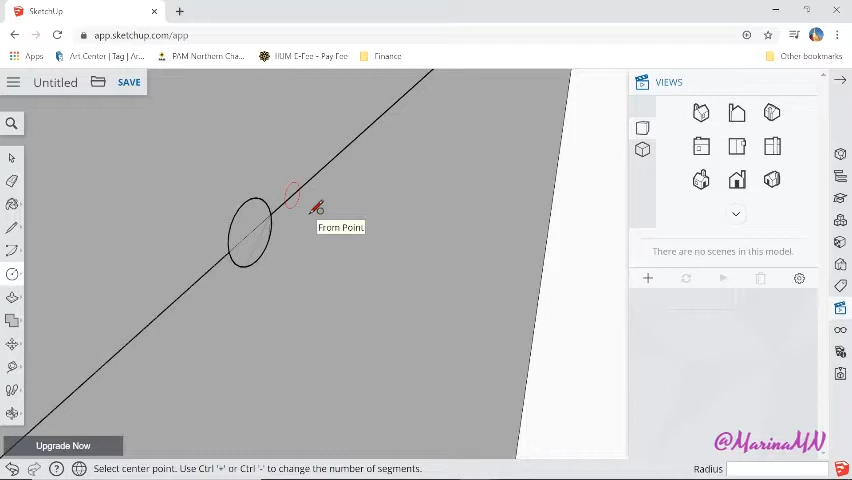 SketchUp
app.sketchup.com/app
Apps
Art Center | Tag | Ar...
PAM Northern Cha...
IIUM E-Fee - Pay Fee
Finance
Other bookmarks
Untitled
SAVE
VIEWS
From Point
There are no scenes in this model.
Upgrade Now
@MarinaMN
Select center point. Use Ctrl '+' or Ctrl '-' to change the number of segments.
Radius